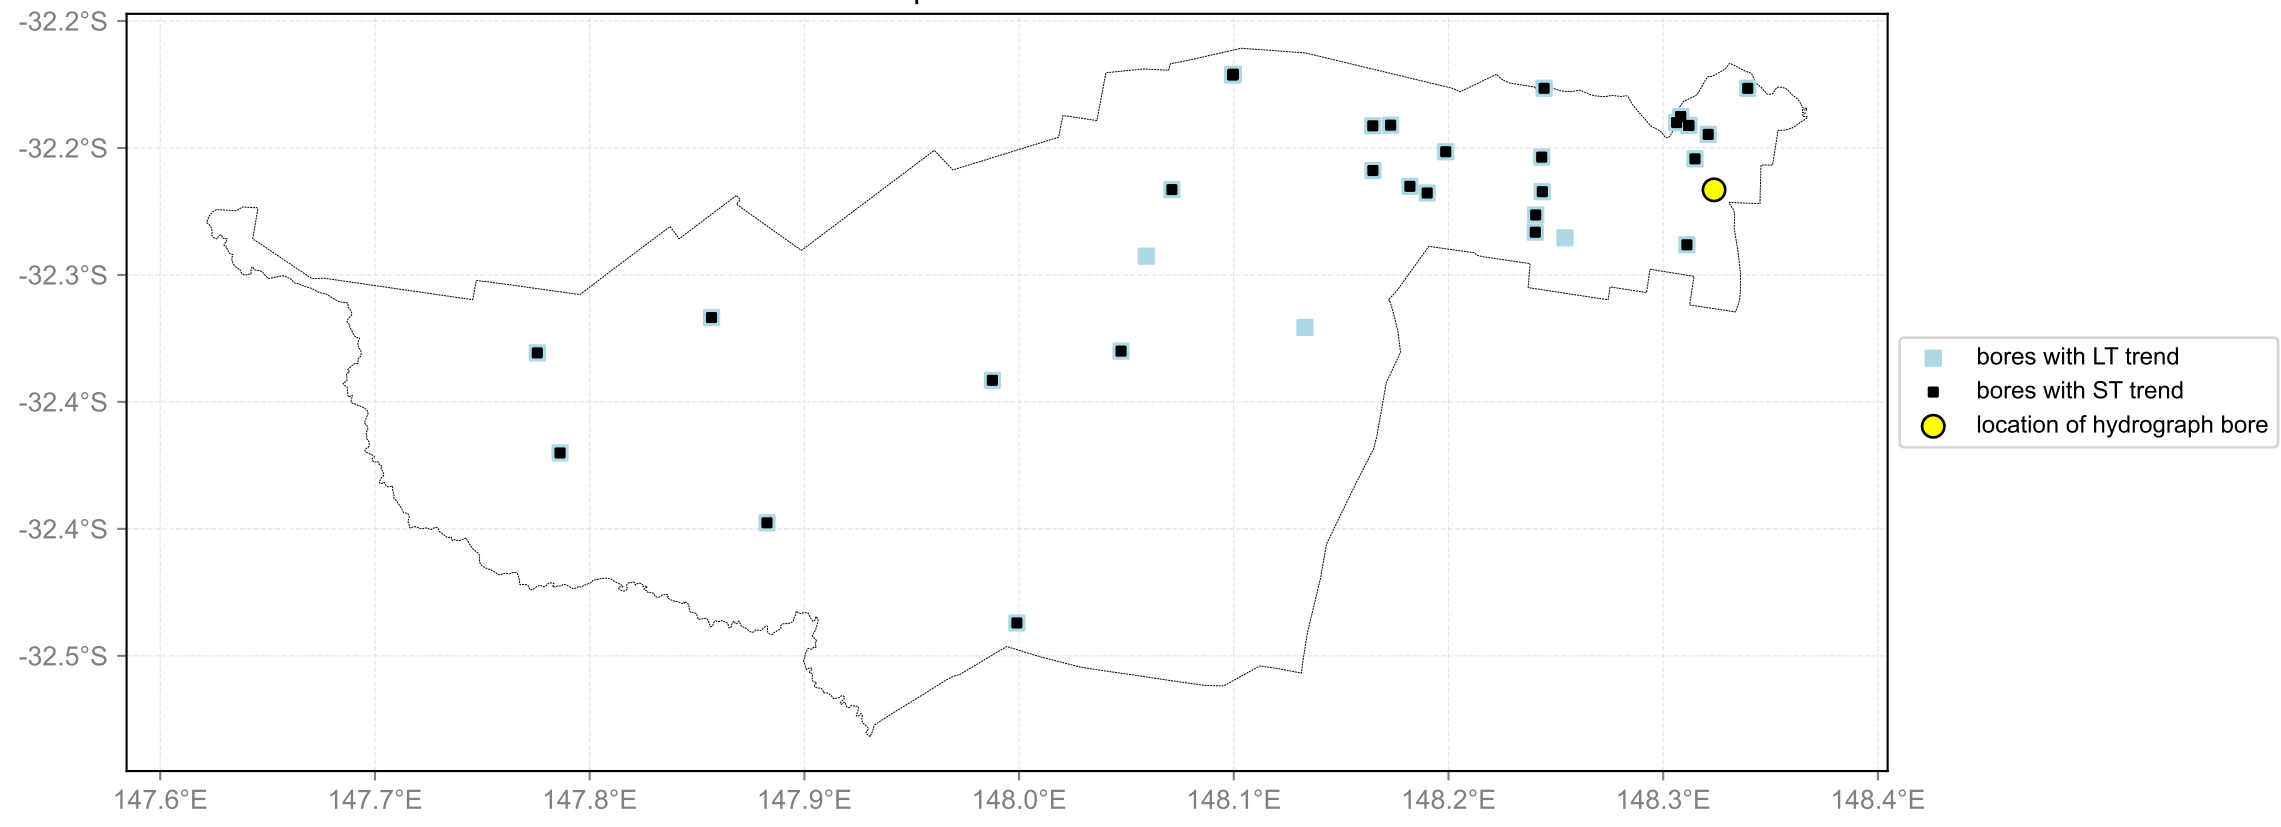 -32.2°S
-32.2°S
-32.3°S
-32.4°S
-32.4°S
-32.5°S
147.6°E 147.7°E 147.8°E 147.9°E 148.0°E 148.1°E 148.2°E 148.3°E 148.4°E
bores with LT trend
bores with ST trend
location of hydrograph bore